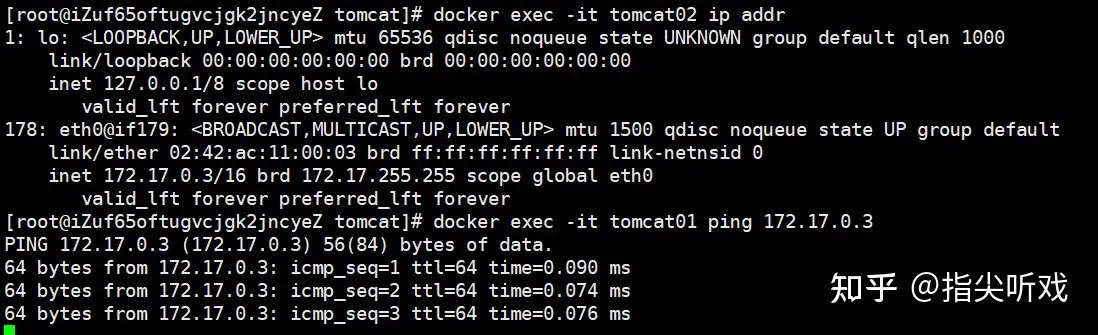 [root@iZuf65oftugvcjgk2jncyeZ tomcat]# docker exec -it tomcat02 ip addr
1: lo: <LOOPBACK,UP,LOWER_UP> mtu 65536 qdisc noqueue state UNKNOWN group default qlen 1000
    link/loopback 00:00:00:00:00:00 brd 00:00:00:00:00:00
    inet 127.0.0.1/8 scope host lo
       valid_lft forever preferred_lft forever
178: eth0@if179: <BROADCAST,MULTICAST,UP,LOWER_UP> mtu 1500 qdisc noqueue state UP group default
    link/ether 02:42:ac:11:00:03 brd ff:ff:ff:ff:ff:ff link-netnsid 0
    inet 172.17.0.3/16 brd 172.17.255.255 scope global eth0
       valid_lft forever preferred_lft forever
[root@iZuf65oftugvcjgk2jncyeZ tomcat]# docker exec -it tomcat01 ping 172.17.0.3
PING 172.17.0.3 (172.17.0.3) 56(84) bytes of data.
64 bytes from 172.17.0.3: icmp_seq=1 ttl=64 time=0.090 ms
64 bytes from 172.17.0.3: icmp_seq=2 ttl=64 time=0.074 ms
64 bytes from 172.17.0.3: icmp_seq=3 ttl=64 time=0.076 ms
知乎 @指尖听戏